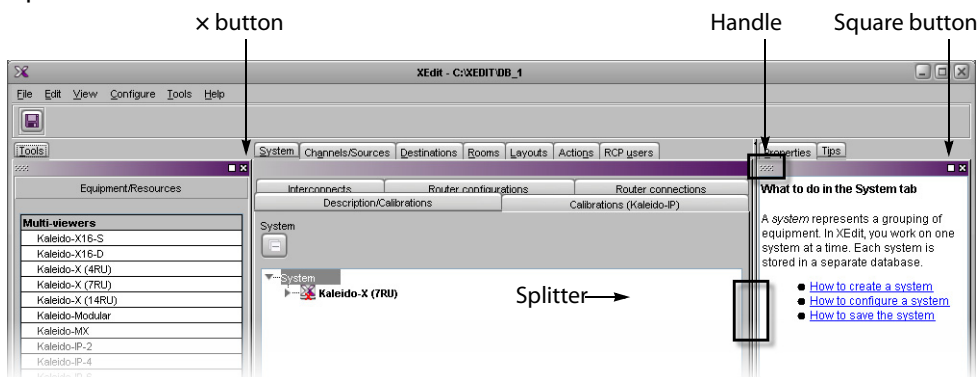 × button
Handle
Square button
XEdit - C:\XEDIT\DB_1
File Edit View Configure Tools Help
Tools
System Channels/Sources Destinations Rooms Layouts Actions RCP users
Properties Tips
Equipment/Resources
Interconnects Router configurations Router connections
Description/Calibrations Calibrations (Kaleido-IP)
What to do in the System tab
Multi-viewers
Kaleido-X16-S
Kaleido-X16-D
Kaleido-X (4RU)
Kaleido-X (7RU)
Kaleido-X (14RU)
Kaleido-Modular
Kaleido-MX
Kaleido-IP-2
Kaleido-IP-4
System
System
Kaleido-X (7RU)
Splitter
A system represents a grouping of
equipment. In XEdit, you work on one
system at a time. Each system is
stored in a separate database.
How to create a system
How to configure a system
How to save the system